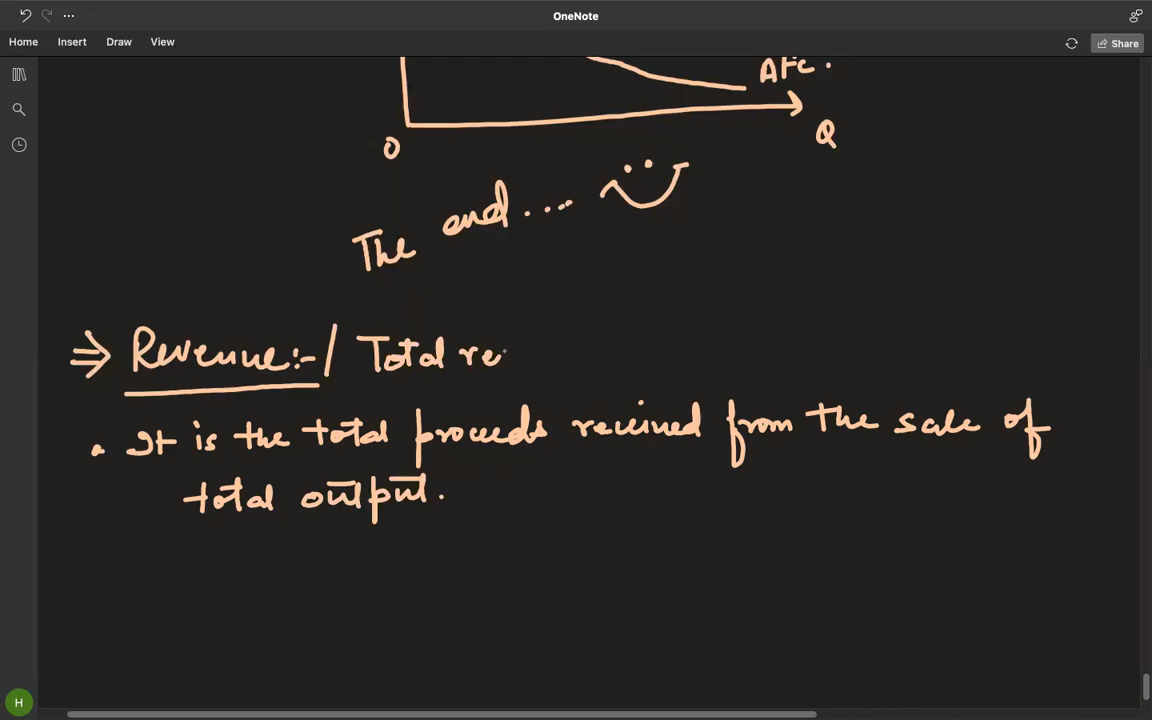 OneNote
Home Insert Draw View
Share
AFC.
O
Q
The end....
⇒ Revenue:- / Total re
. It is the total proceeds received from the sale of
total output.
H